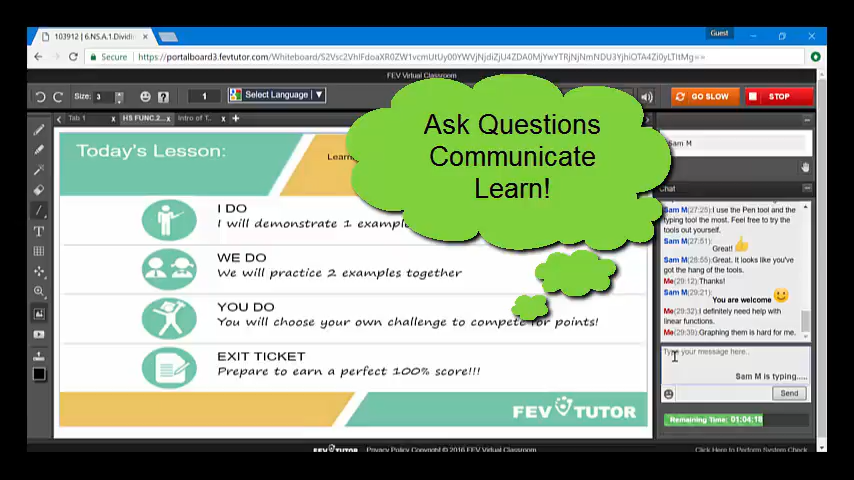 103912 | 6.NS.A.1.Dividi
Guest
Secure
FEV Virtual Classroom
Size: 3
1
Select Language
GO SLOW
STOP
Tab 1
HS FUNC.2...
Intro of T...
Today's Lesson:
Learn
Ask Questions
Communicate
Learn!
I DO
I will demonstrate 1 exampl
WE DO
We will practice 2 examples together
YOU DO
You will choose your own challenge to compete for points!
EXIT TICKET
Prepare to earn a perfect 100% score!!!
FEV TUTOR
Sam M
Chat
Sam M(27:25): I use the Pen tool and the
typing tool the most. Feel free to try the
tools out yourself.
Sam M(27:51):
Great!
Sam M(28:55): Great. It looks like you've
got the hang of the tools.
Me(29:12): Thanks!
Sam M(29:21):
You are welcome
Me(29:32): I definitely need help with
linear functions.
Me(29:39): Graphing them is hard for me.
Type your message here..
Sam M is typing.....
Send
Remaining Time: 01:04:18
FEV TUTOR
Privacy Policy Copyright © 2016 FEV Tutor
Click Here To Perform System Check